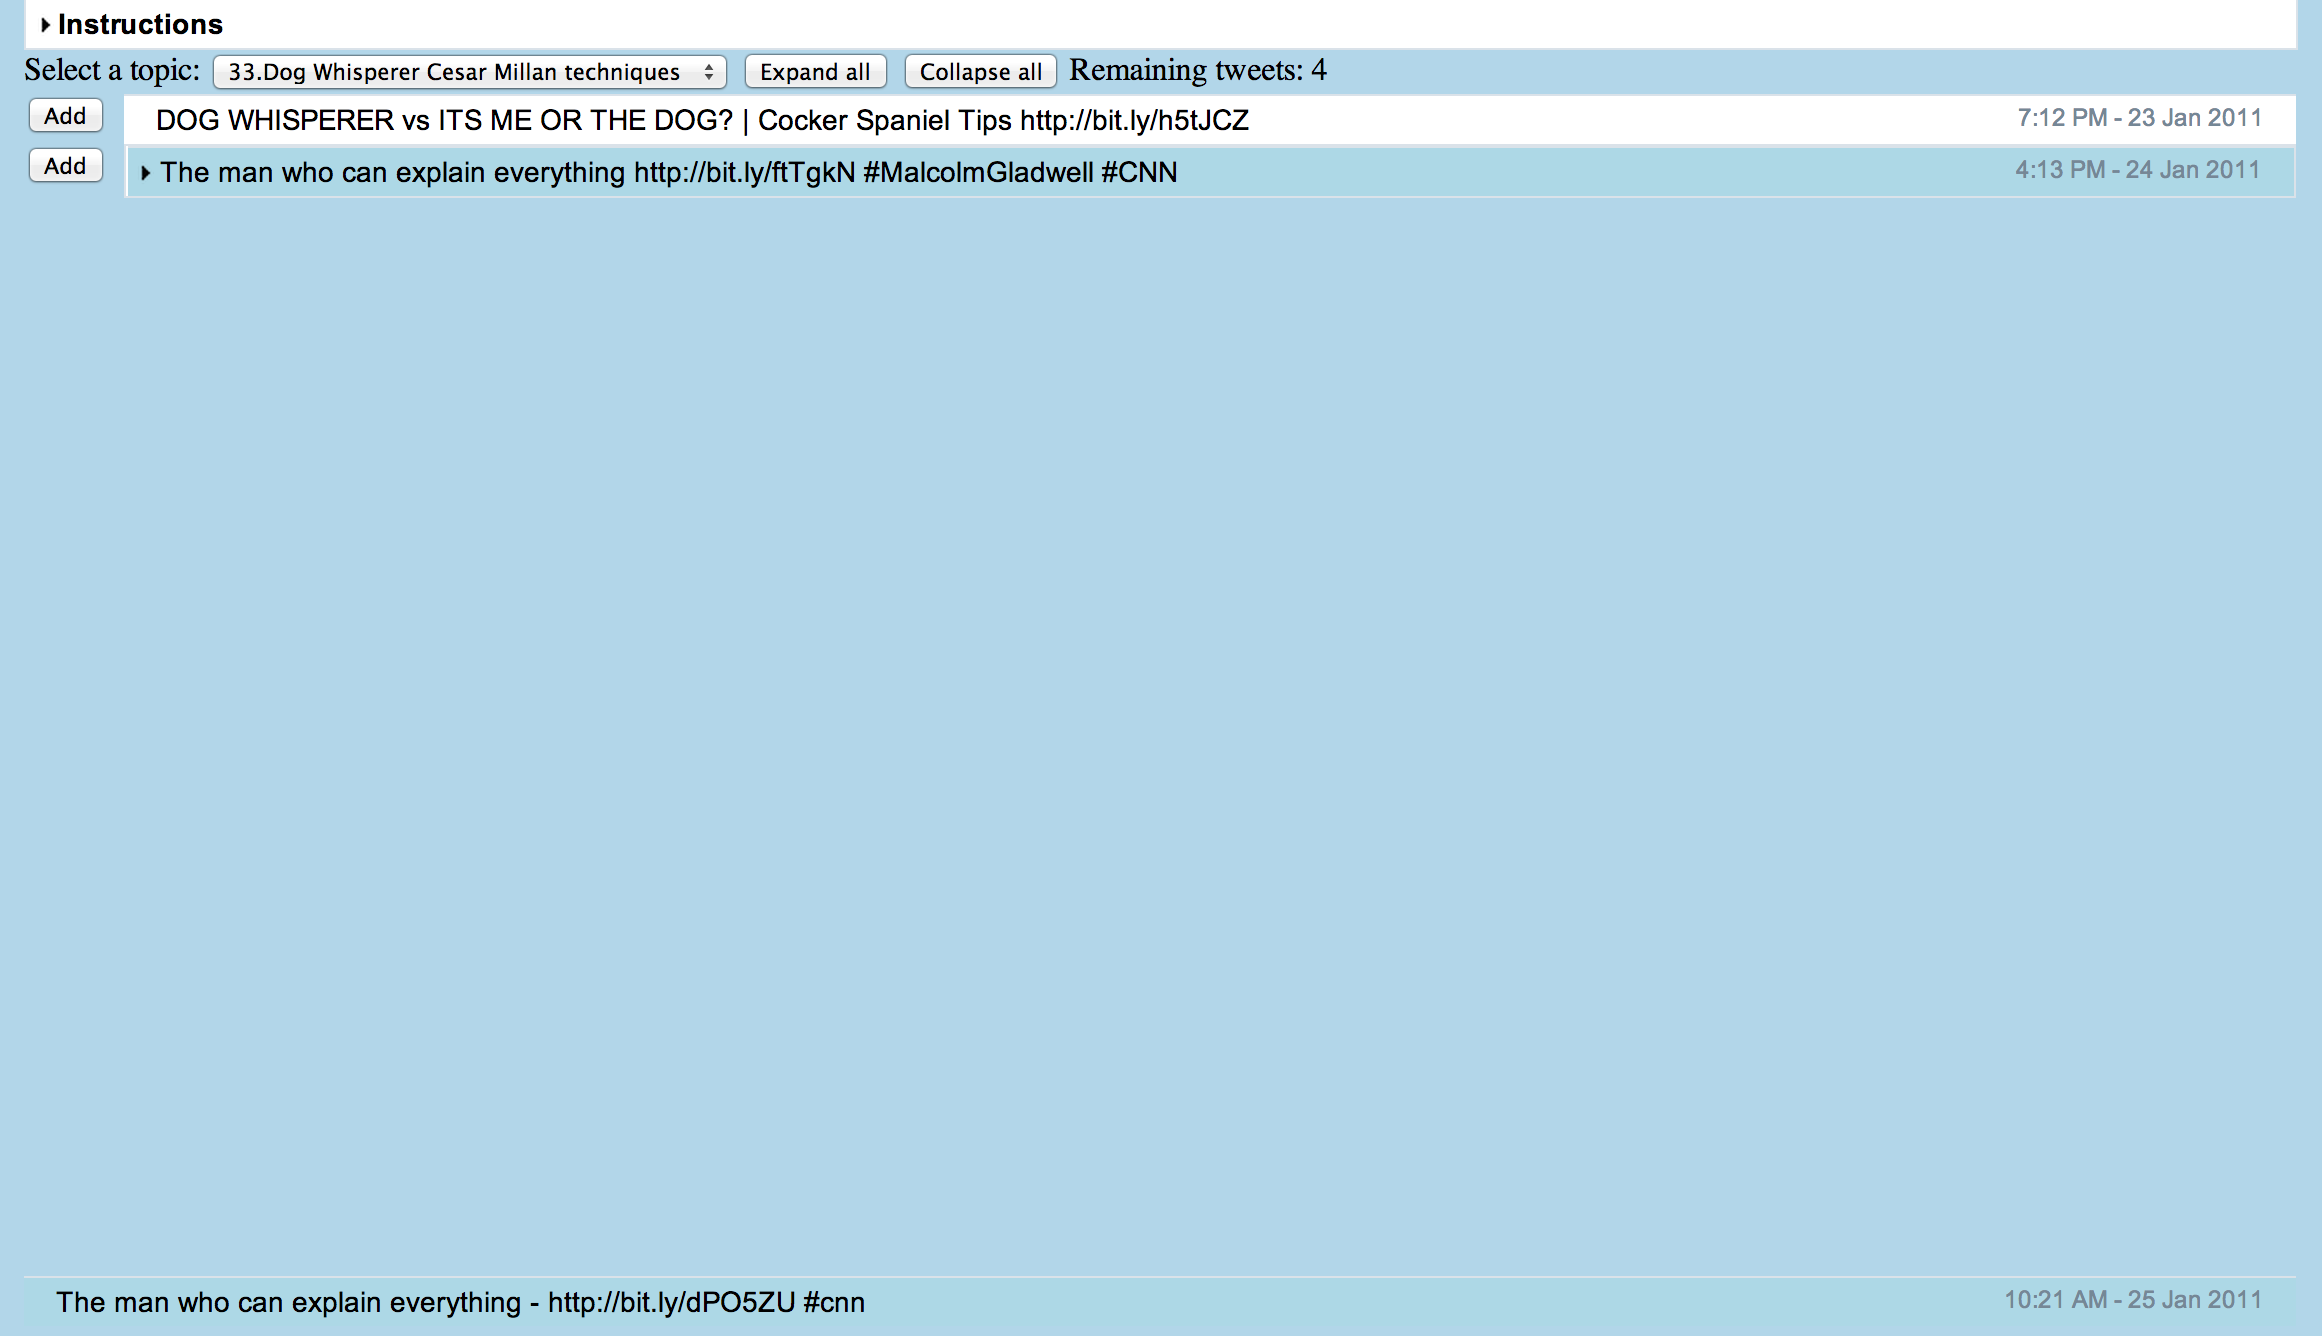 Instructions
Select a topic: 33.Dog Whisperer Cesar Millan techniques Expand all Collapse all Remaining tweets: 4
Add DOG WHISPERER vs ITS ME OR THE DOG? | Cocker Spaniel Tips http://bit.ly/h5tJCZ 7:12 PM - 23 Jan 2011
Add The man who can explain everything http://bit.ly/ftTgkN #MalcolmGladwell #CNN 4:13 PM - 24 Jan 2011
The man who can explain everything - http://bit.ly/dPO5ZU #cnn 10:21 AM - 25 Jan 2011